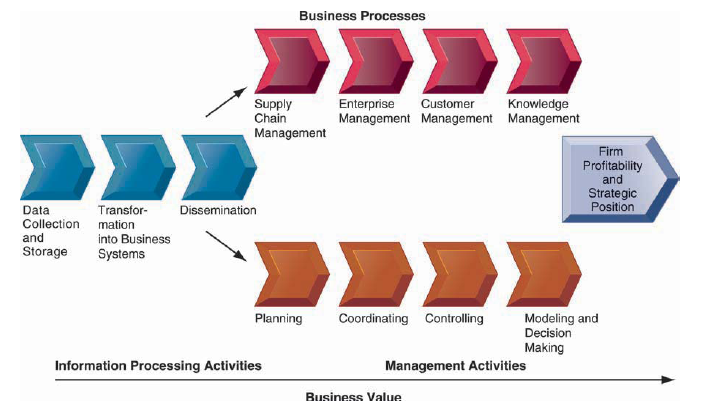 Business Processes
Supply
Chain
Management
Enterprise
Management
Customer
Management
Knowledge
Management
Data
Collection
and
Storage
Transfor-
mation
into Business
Systems
Dissemination
Firm
Profitability
and
Strategic
Position
Planning
Coordinating
Controlling
Modeling and
Decision
Making
Information Processing Activities
Management Activities
Business Value